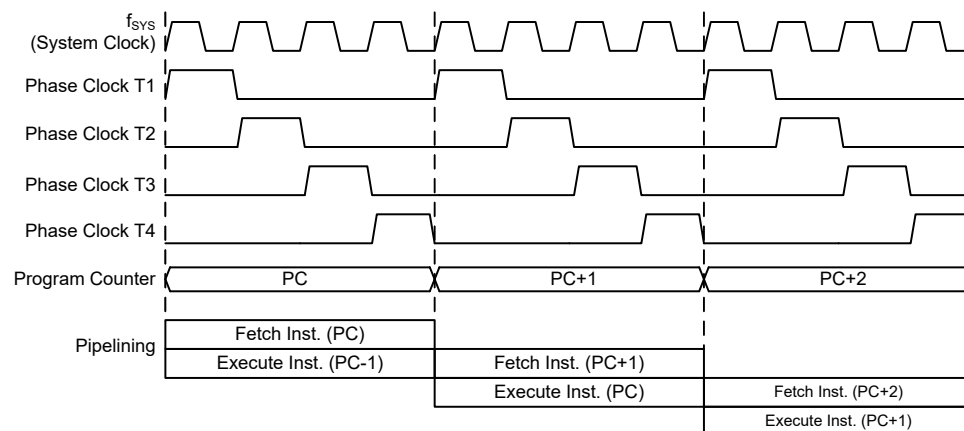 fSYS
(System Clock)
Phase Clock T1
Phase Clock T2
Phase Clock T3
Phase Clock T4
Program Counter PC PC+1 PC+2
Pipelining
Fetch Inst. (PC)
Execute Inst. (PC-1) Fetch Inst. (PC+1)
Execute Inst. (PC) Fetch Inst. (PC+2)
Execute Inst. (PC+1)